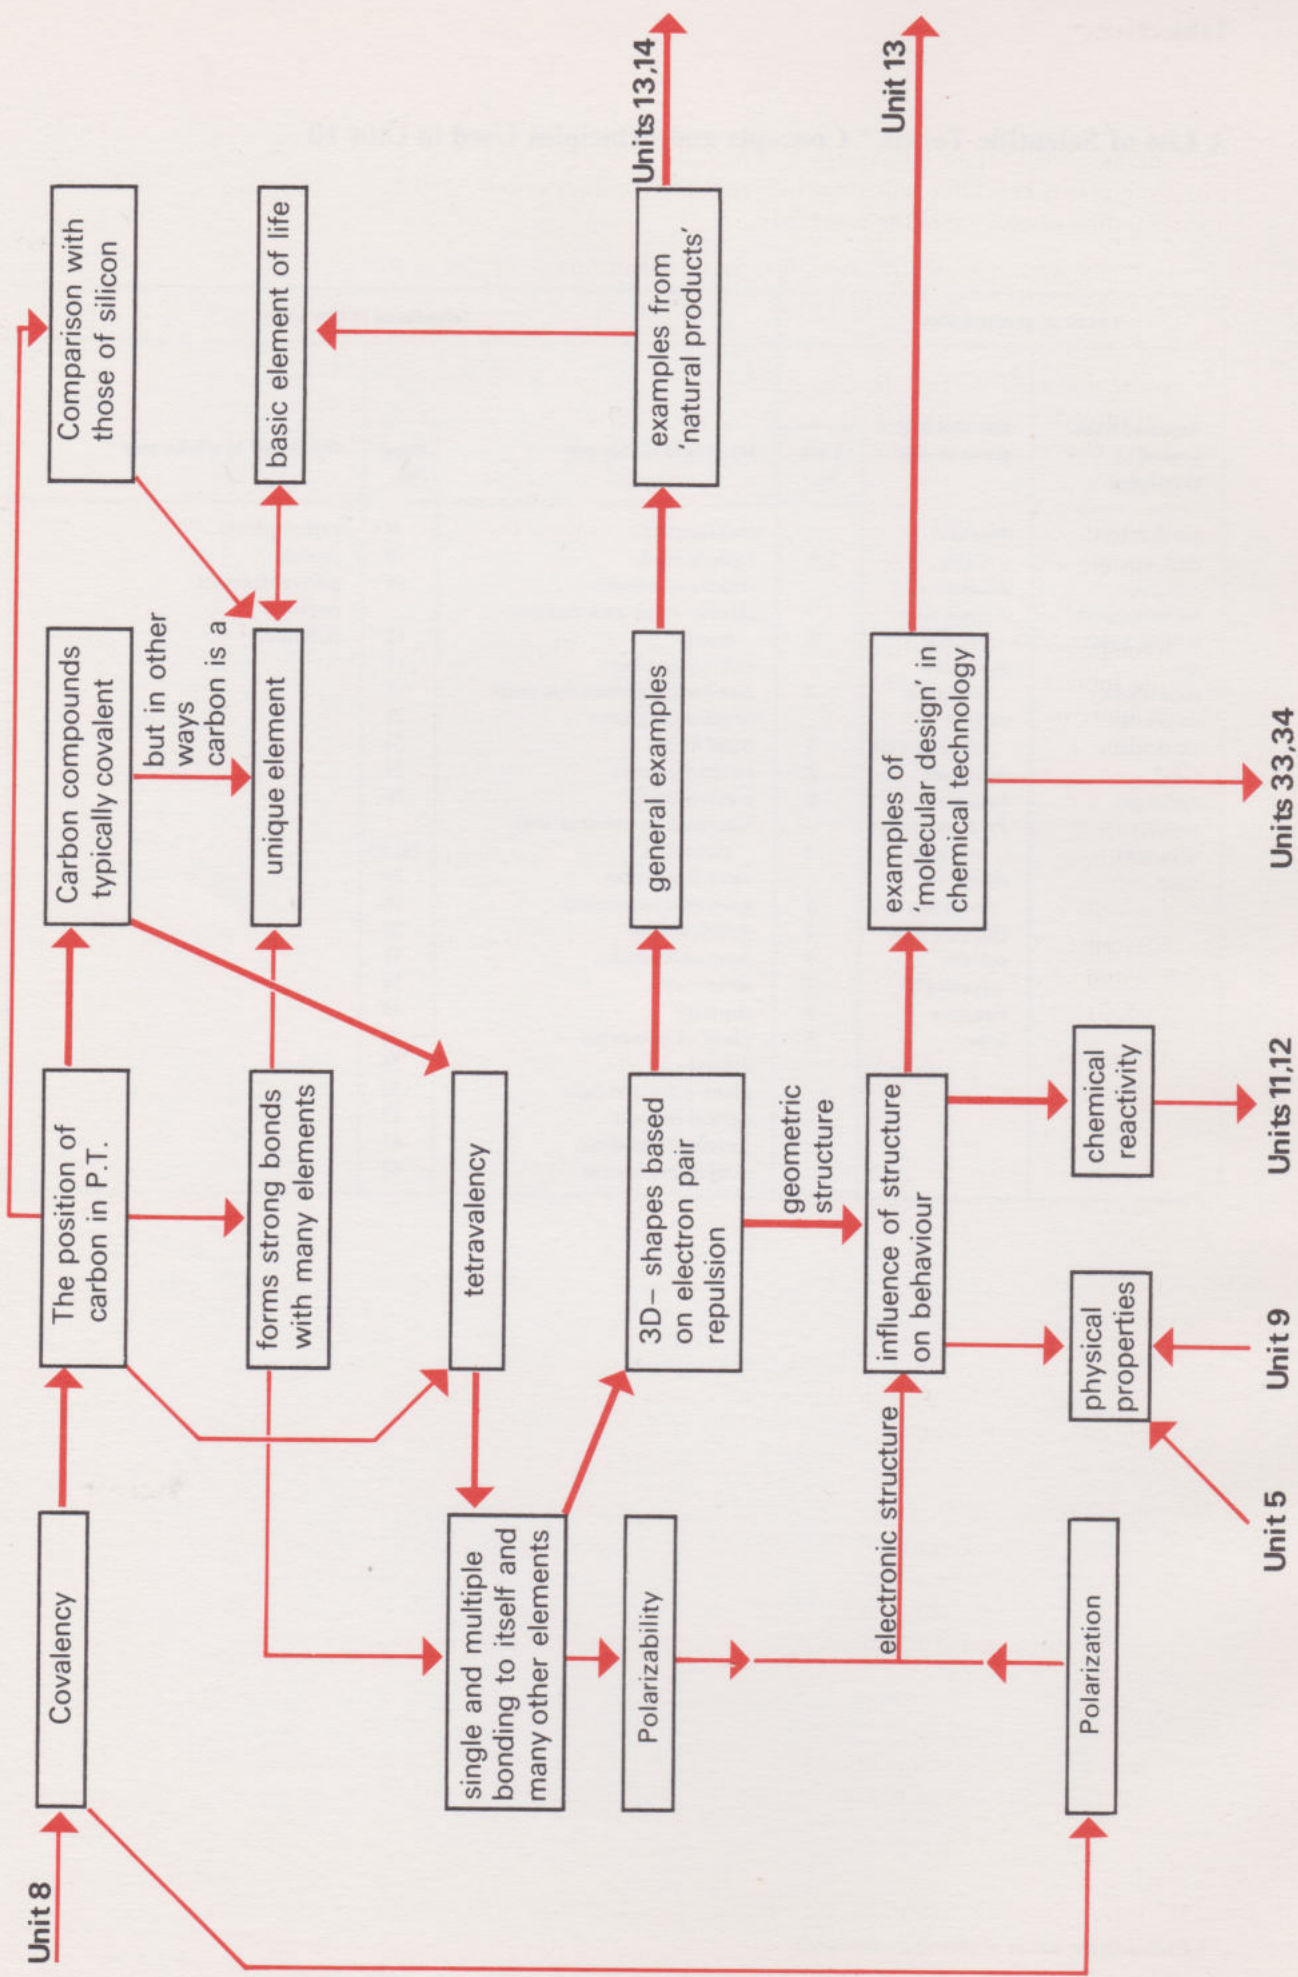 Unit 8
Covalency
The position of
carbon in P.T.
Carbon compounds
typically covalent
Comparison with
those of silicon
but in other
ways
carbon is a
forms strong bonds
with many elements
unique element
basic element of life
tetravalency
single and multiple
bonding to itself and
many other elements
3D– shapes based
on electron pair
repulsion
general examples
examples from
'natural products'
Units 13,14
Polarizability
geometric
structure
electronic structure
influence of structure
on behaviour
examples of
'molecular design' in
chemical technology
Unit 13
Polarization
physical
properties
chemical
reactivity
Unit 5
Unit 9
Units 11,12
Units 33,34